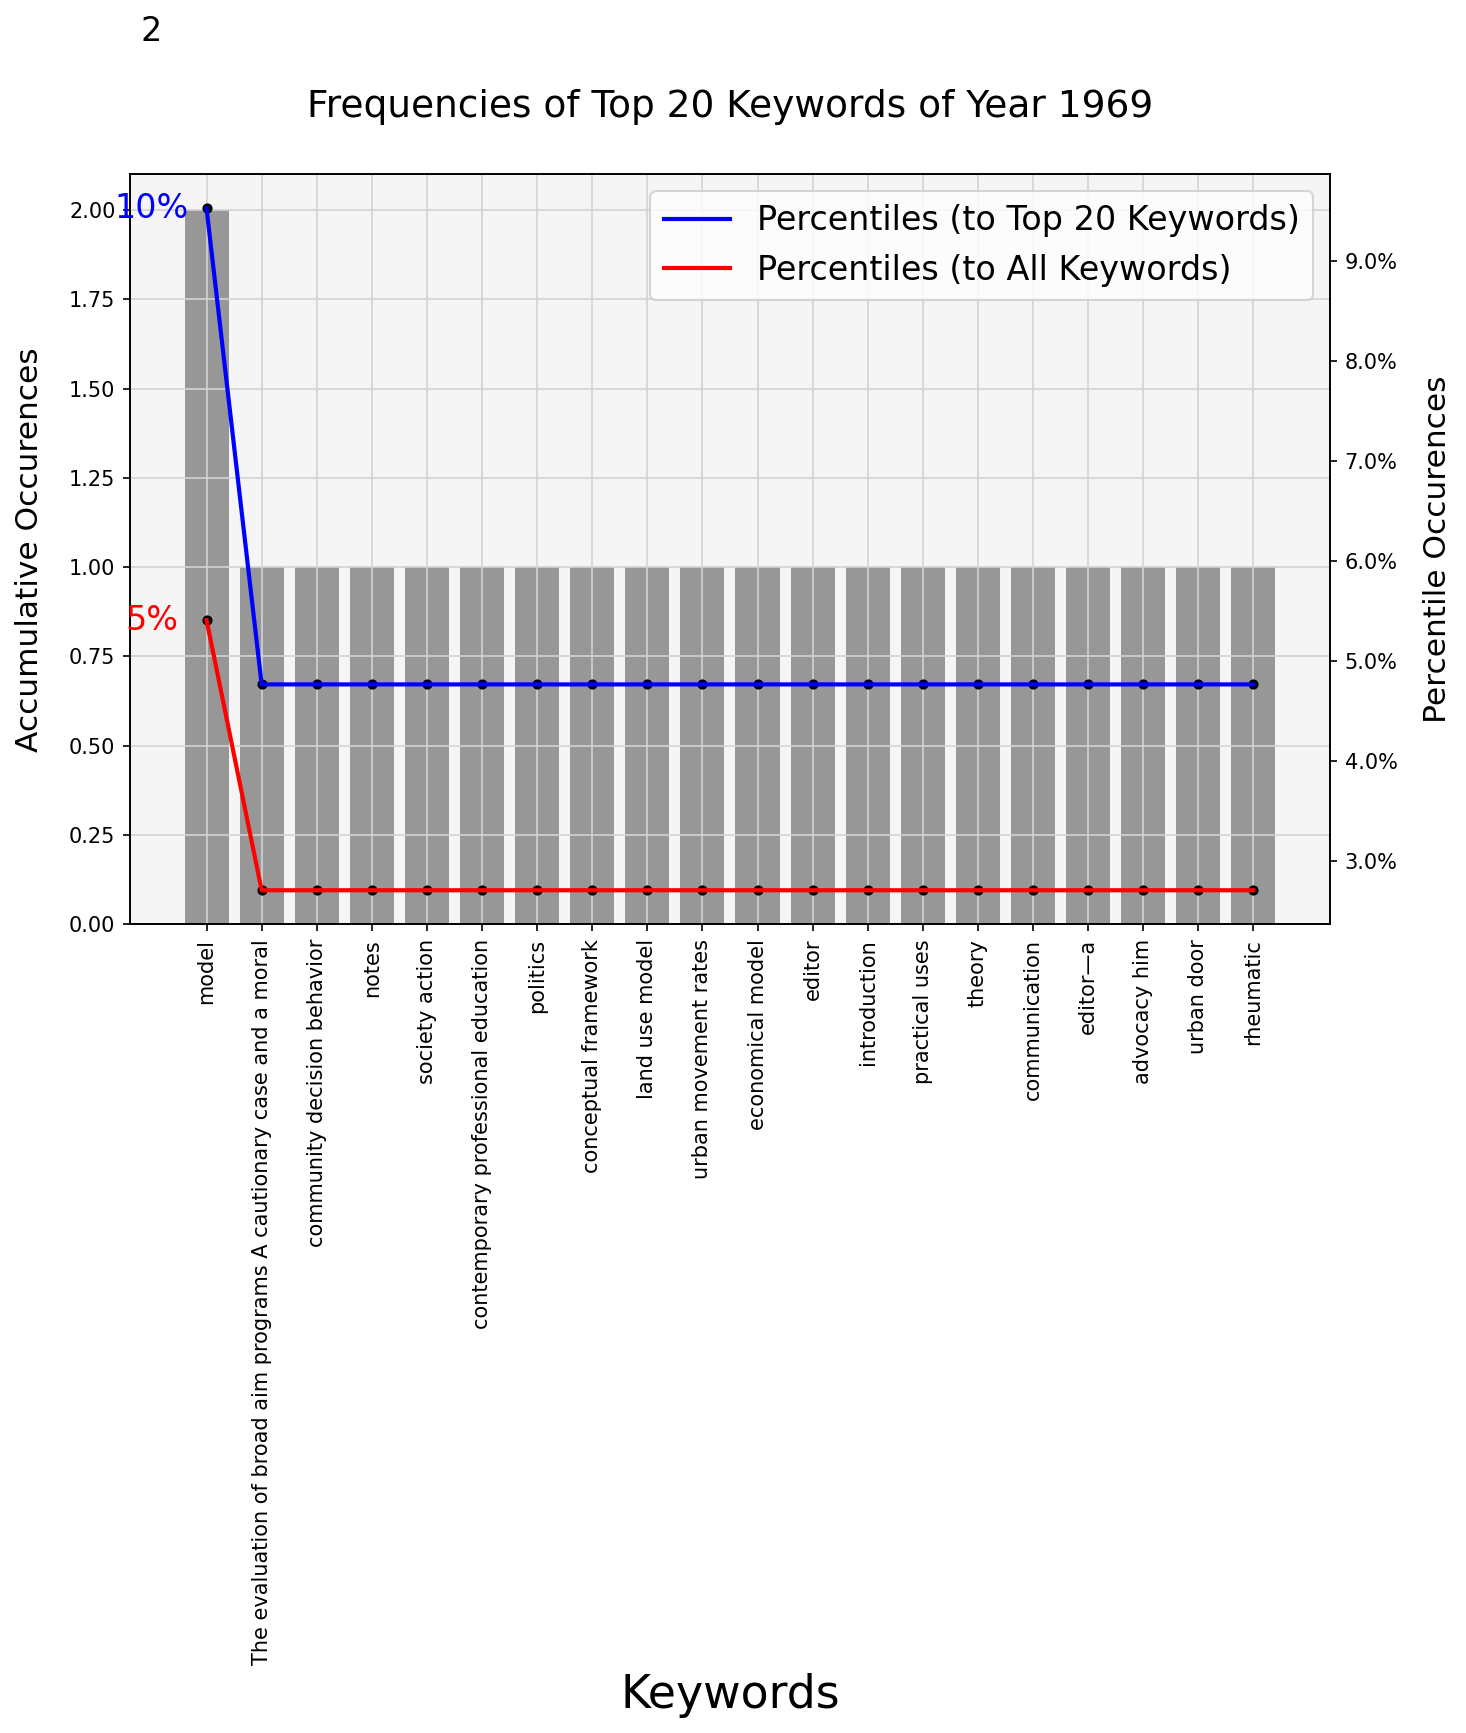 2
Frequencies of Top 20 Keywords of Year 1969
Percentiles (to Top 20 Keywords)
Percentiles (to All Keywords)
10%
5%
Accumulative Occurences
2.00
1.75
1.50
1.25
1.00
0.75
0.50
0.25
0.00
9.0%
8.0%
7.0%
6.0%
5.0%
4.0%
3.0%
Percentile Occurences
model
The evaluation of broad aim programs A cautionary case and a moral
community decision behavior
notes
society action
contemporary professional education
politics
conceptual framework
land use model
urban movement rates
economical model
editor
introduction
practical uses
theory
communication
editor—a
advocacy him
urban door
rheumatic
Keywords